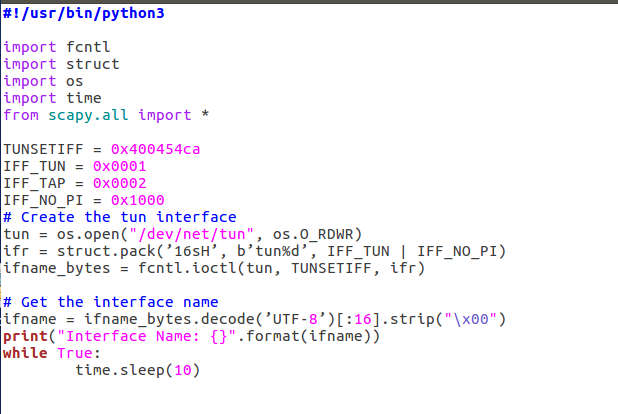 #!/usr/bin/python3
import fcntl
import struct
import os
import time
from scapy.all import *
TUNSETIFF = 0x400454ca
IFF_TUN = 0x0001
IFF_TAP = 0x0002
IFF_NO_PI = 0x1000
# Create the tun interface
tun = os.open("/dev/net/tun", os.O_RDWR)
ifr = struct.pack(’16sH’, b’tun%d’, IFF_TUN | IFF_NO_PI)
ifname_bytes = fcntl.ioctl(tun, TUNSETIFF, ifr)
# Get the interface name
ifname = ifname_bytes.decode(’UTF-8’)[:16].strip("\x00")
print("Interface Name: {}".format(ifname))
while True:
        time.sleep(10)